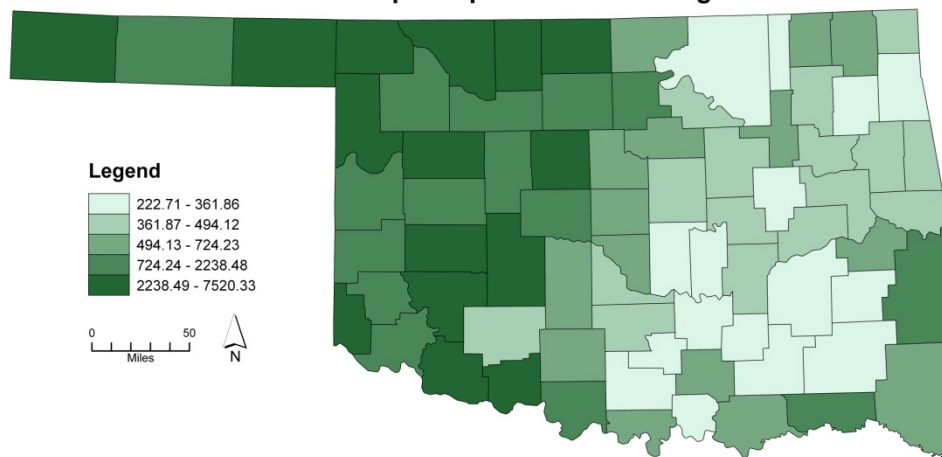 Legend
222.71 - 361.86
361.87 - 494.12
494.13 - 724.23
724.24 - 2238.48
2238.49 - 7520.33
0 50
Miles
N